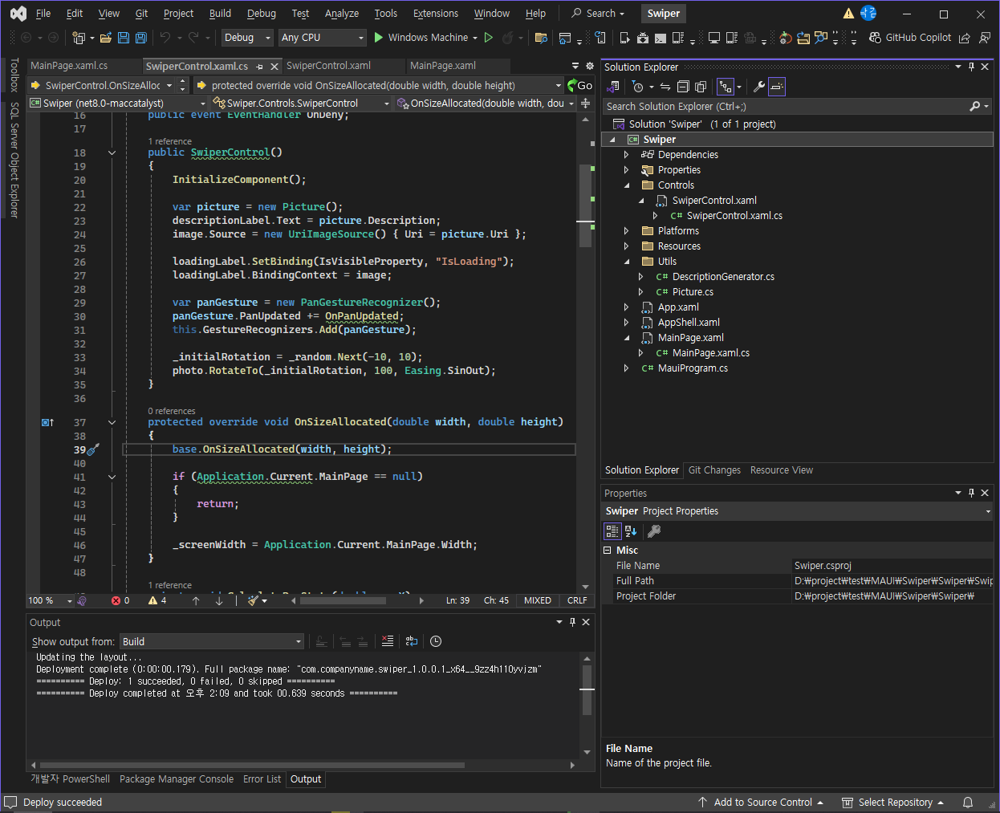 File Edit View Git Project Build Debug Test Analyze Tools Extensions Window Help Search Swiper
Debug Any CPU Windows Machine GitHub Copilot
Toolbox
SQL Server Object Explorer
MainPage.xaml.cs SwiperControl.xaml.cs SwiperControl.xaml MainPage.xaml
SwiperControl.OnSizeAlloc protected override void OnSizeAllocated(double width, double height) Go
Swiper (net8.0-maccatalyst) Swiper.Controls.SwiperControl OnSizeAllocated(double width, dou
16 public event EventHandler OnDeny;
17
1 reference
18 public SwiperControl()
19 {
20 InitializeComponent();
21
22 var picture = new Picture();
23 descriptionLabel.Text = picture.Description;
24 image.Source = new UriImageSource() { Uri = picture.Uri };
25
26 loadingLabel.SetBinding(IsVisibleProperty, "IsLoading");
27 loadingLabel.BindingContext = image;
28
29 var panGesture = new PanGestureRecognizer();
30 panGesture.PanUpdated += OnPanUpdated;
31 this.GestureRecognizers.Add(panGesture);
32
33 _initialRotation = _random.Next(-10, 10);
34 photo.RotateTo(_initialRotation, 100, Easing.SinOut);
35 }
36
0 references
37 protected override void OnSizeAllocated(double width, double height)
38 {
39 base.OnSizeAllocated(width, height);
40
41 if (Application.Current.MainPage == null)
42 {
43 return;
44 }
45
46 _screenWidth = Application.Current.MainPage.Width;
47 }
48
1 reference
100 % 0 4 Ln: 39 Ch: 45 MIXED CRLF
Output
Show output from: Build
Updating the layout...
Deployment complete (0:00:00.179). Full package name: "com.companyname.swiper_1.0.0.1_x64__9zz4h110yvjzm"
========== Deploy: 1 succeeded, 0 failed, 0 skipped ==========
========== Deploy completed at 오후 2:09 and took 00.639 seconds ==========
개발자 PowerShell Package Manager Console Error List Output
Solution Explorer
Search Solution Explorer (Ctrl+;)
Solution 'Swiper' (1 of 1 project)
C# Swiper
Dependencies
Properties
Controls
SwiperControl.xaml
C# SwiperControl.xaml.cs
Platforms
Resources
Utils
C# DescriptionGenerator.cs
C# Picture.cs
App.xaml
AppShell.xaml
MainPage.xaml
C# MainPage.xaml.cs
C# MauiProgram.cs
Solution Explorer Git Changes Resource View
Properties
Swiper Project Properties
Misc
File Name Swiper.csproj
Full Path D:₩project₩test₩MAUI₩Swiper₩Swiper₩Swip
Project Folder D:₩project₩test₩MAUI₩Swiper₩Swiper₩
File Name
Name of the project file.
Deploy succeeded Add to Source Control Select Repository